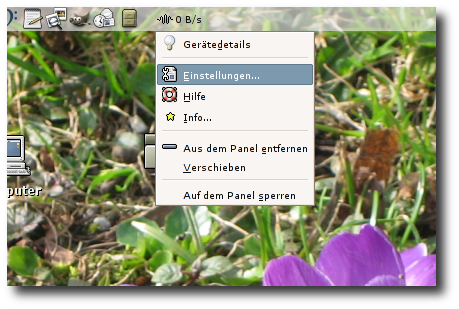 0 B/s
Gerätedetails
Einstellungen...
Hilfe
Info...
Aus dem Panel entfernen
Verschieben
puter
Auf dem Panel sperren